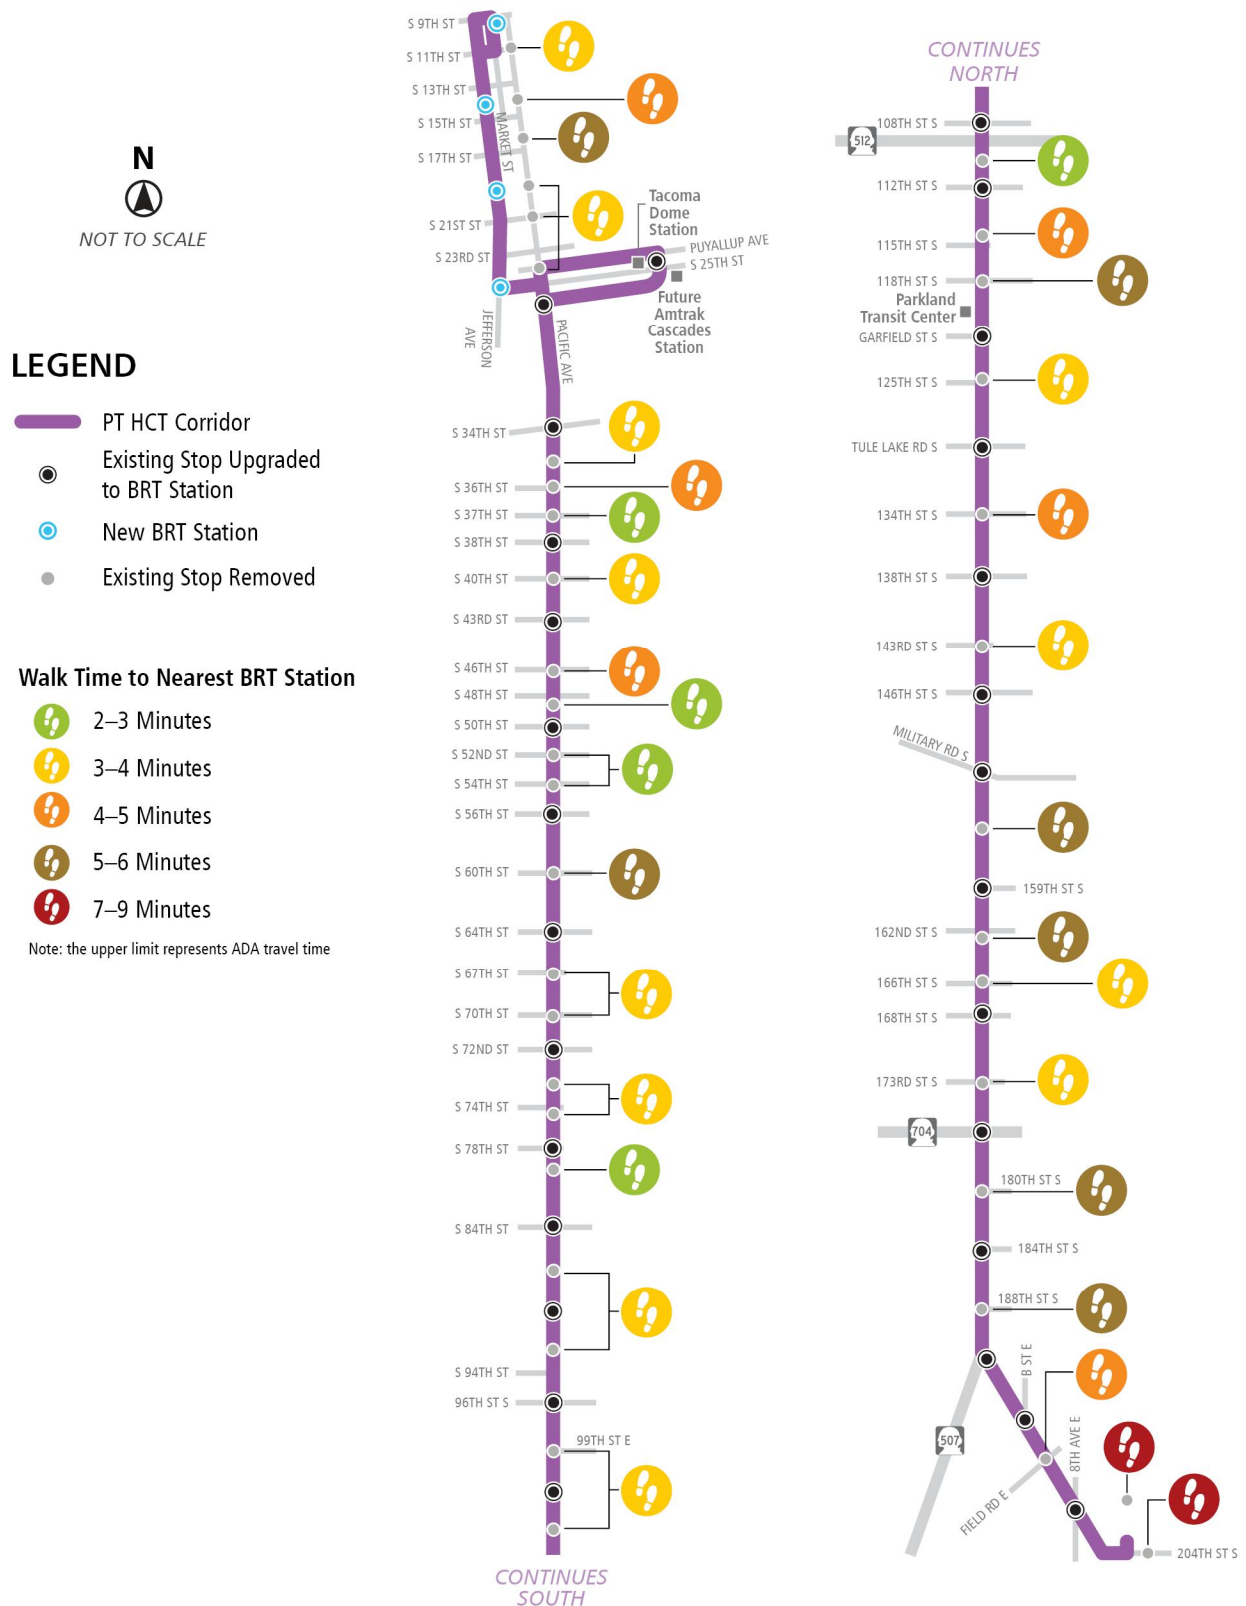 N
NOT TO SCALE
LEGEND
PT HCT Corridor
Existing Stop Upgraded
to BRT Station
New BRT Station
Existing Stop Removed
Walk Time to Nearest BRT Station
2–3 Minutes
3–4 Minutes
4–5 Minutes
5–6 Minutes
7–9 Minutes
Note: the upper limit represents ADA travel time
S 9TH ST
S 11TH ST
S 13TH ST
S 15TH ST
MARKET ST
S 17TH ST
S 21ST ST
S 23RD ST
Tacoma
Dome
Station
PUYALLUP AVE
S 25TH ST
Future
Amtrak
Cascades
Station
JEFFERSON
AVE
PACIFIC AVE
S 34TH ST
S 36TH ST
S 37TH ST
S 38TH ST
S 40TH ST
S 43RD ST
S 46TH ST
S 48TH ST
S 50TH ST
S 52ND ST
S 54TH ST
S 56TH ST
S 60TH ST
S 64TH ST
S 67TH ST
S 70TH ST
S 72ND ST
S 74TH ST
S 78TH ST
S 84TH ST
S 94TH ST
96TH ST S
99TH ST E
CONTINUES
SOUTH
CONTINUES
NORTH
108TH ST S
512
112TH ST S
115TH ST S
118TH ST S
Parkland
Transit Center
GARFIELD ST S
125TH ST S
TULE LAKE RD S
134TH ST S
138TH ST S
143RD ST S
146TH ST S
MILITARY RD S
159TH ST S
162ND ST S
166TH ST S
168TH ST S
173RD ST S
704
180TH ST S
184TH ST S
188TH ST S
B ST E
507
8TH AVE E
FIELD RD E
204TH ST S